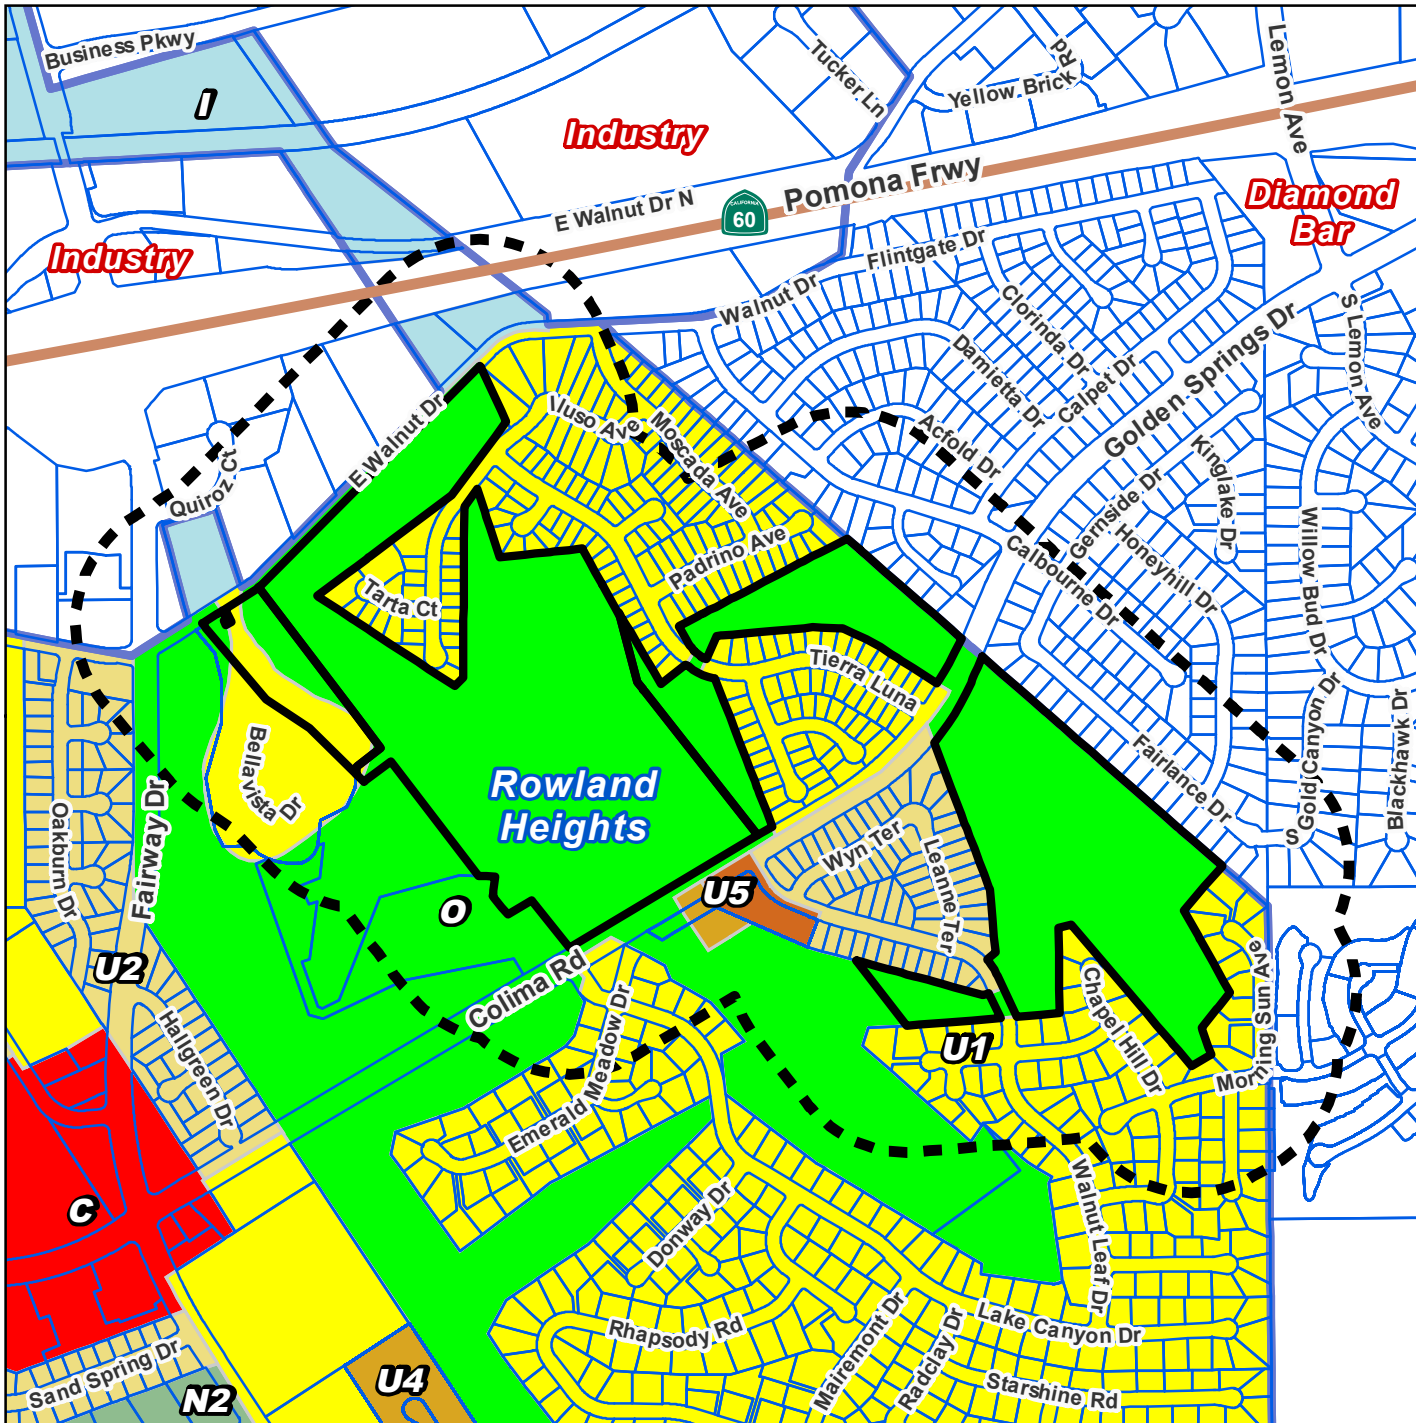 Business Pkwy
Tucker Ln
Yellow Brick Rd
Lemon Ave
I
Industry
Pomona Frwy
CALIFORNIA
60
E Walnut Dr N
Diamond
Bar
Industry
Flintgate Dr
Walnut Dr
Clorinda Dr
Golden Springs Dr
S Lemon Ave
Damietta Dr
Calpet Dr
E Walnut Dr
Iluso Ave
Moscada Ave
Acfold Dr
Kinglake Dr
Quiroz Ct
Gernside Dr
Honeyhill Dr
Willow Bud Dr
Padrino Ave
Calbourne Dr
Tarta Ct
Tierra Luna
S Gold Canyon Dr
Blackhawk Dr
Bellavista Dr
Fairlance Dr
Rowland
Heights
Oakburn Dr
Fairway Dr
Wyn Ter
Leanne Ter
U5
O
U2
Colima Rd
Emerald Meadow Dr
U1
Chapel Hill Dr
Morning Sun Ave
Hallgreen Dr
C
Donway Dr
Walnut Leaf Dr
Rhapsody Rd
Mairemont Dr
Radclay Dr
Lake Canyon Dr
Sand Spring Dr
N2
U4
Starshine Rd